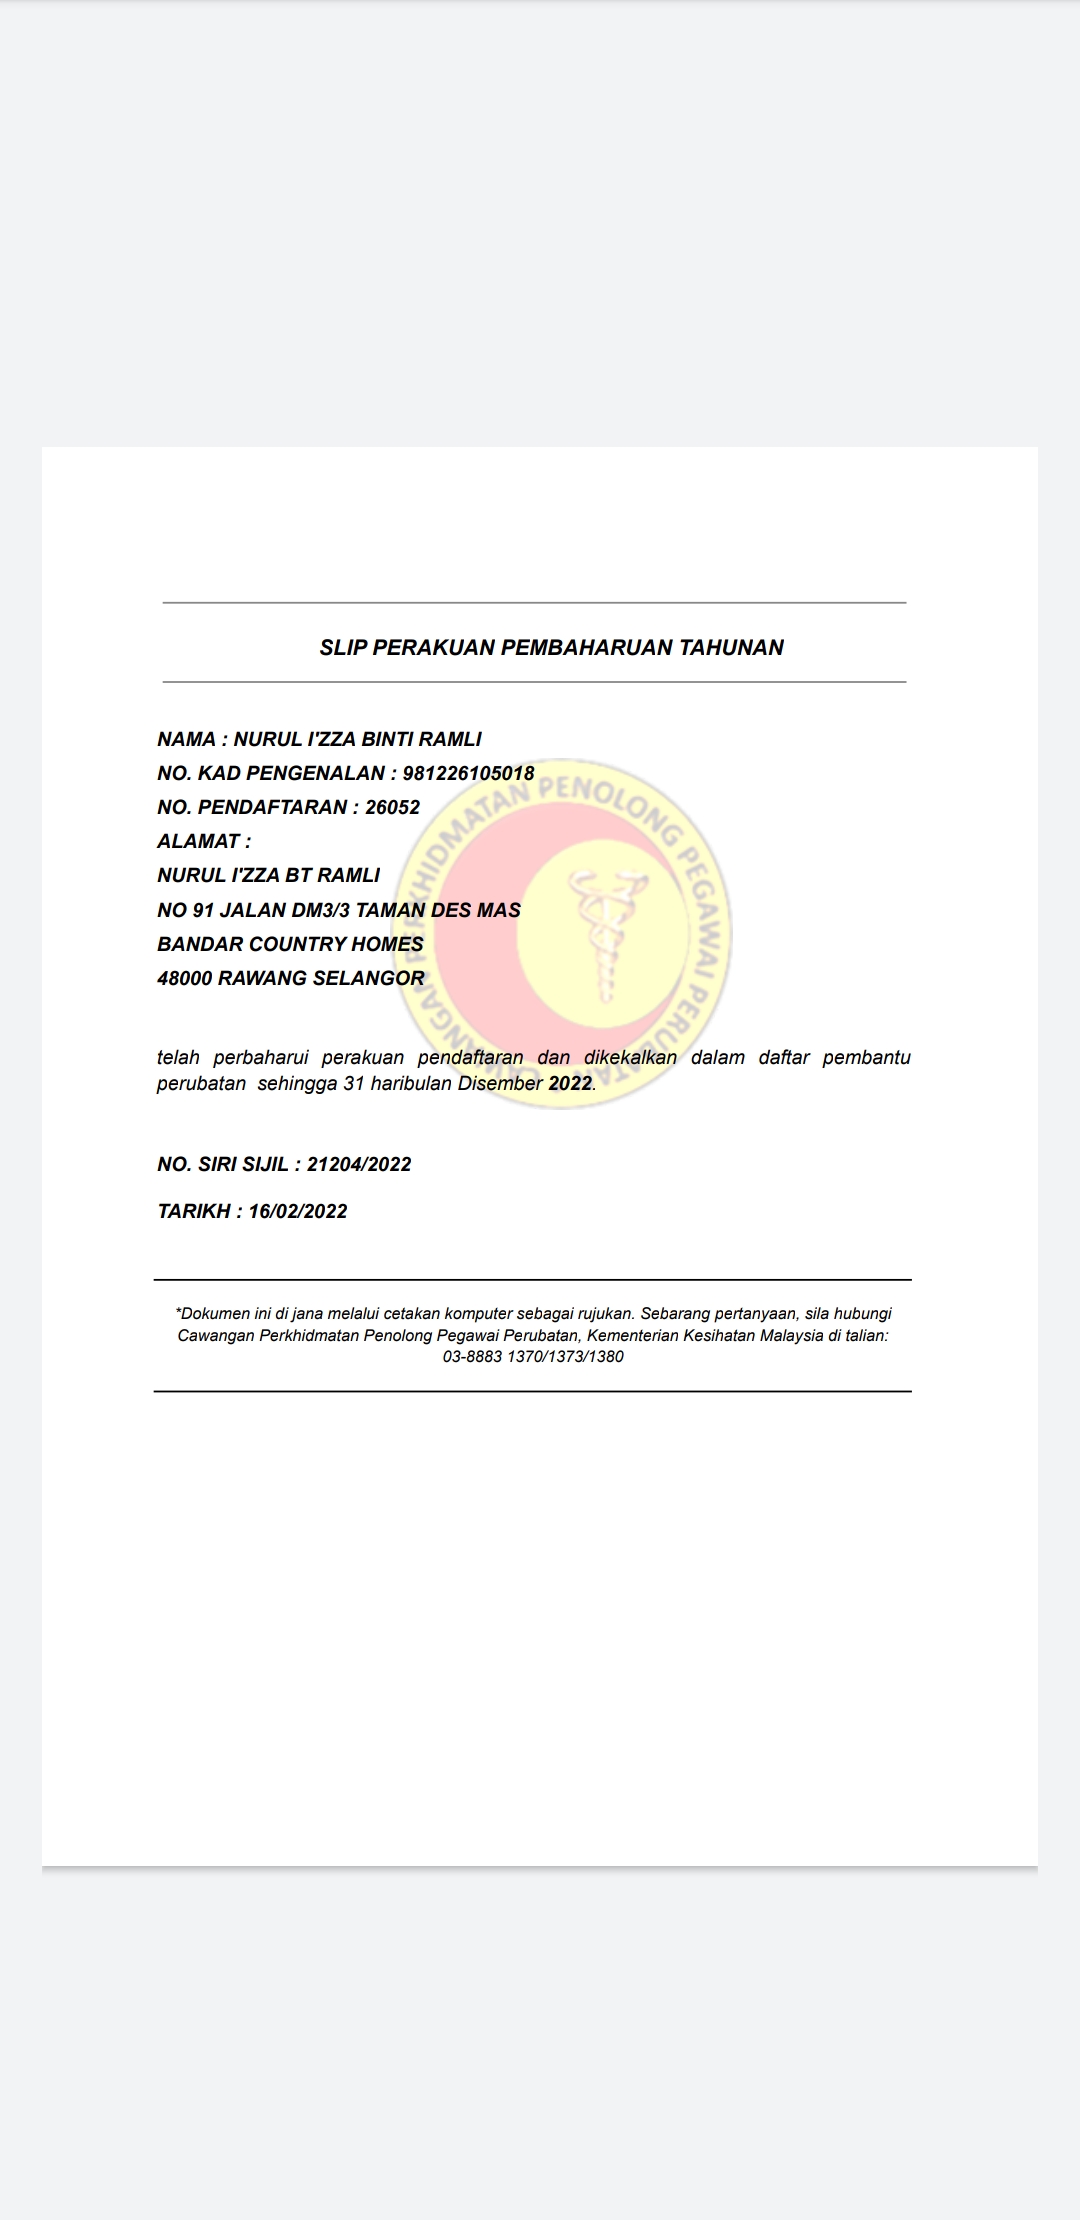 SLIP PERAKUAN PEMBAHARUAN TAHUNAN
NAMA : NURUL I'ZZA BINTI RAMLI
NO. KAD PENGENALAN : 981226105018
NO. PENDAFTARAN : 26052
ALAMAT :
NURUL I'ZZA BT RAMLI
NO 91 JALAN DM3/3 TAMAN DES MAS
BANDAR COUNTRY HOMES
48000 RAWANG SELANGOR
CAWANGAN PERKHIDMATAN PENOLONG PEGAWAI PERUBATAN
telah perbaharui perakuan pendaftaran dan dikekalkan dalam daftar pembantu
perubatan sehingga 31 haribulan Disember 2022.
NO. SIRI SIJIL : 21204/2022
TARIKH : 16/02/2022
*Dokumen ini di jana melalui cetakan komputer sebagai rujukan. Sebarang pertanyaan, sila hubungi
Cawangan Perkhidmatan Penolong Pegawai Perubatan, Kementerian Kesihatan Malaysia di talian:
03-8883 1370/1373/1380